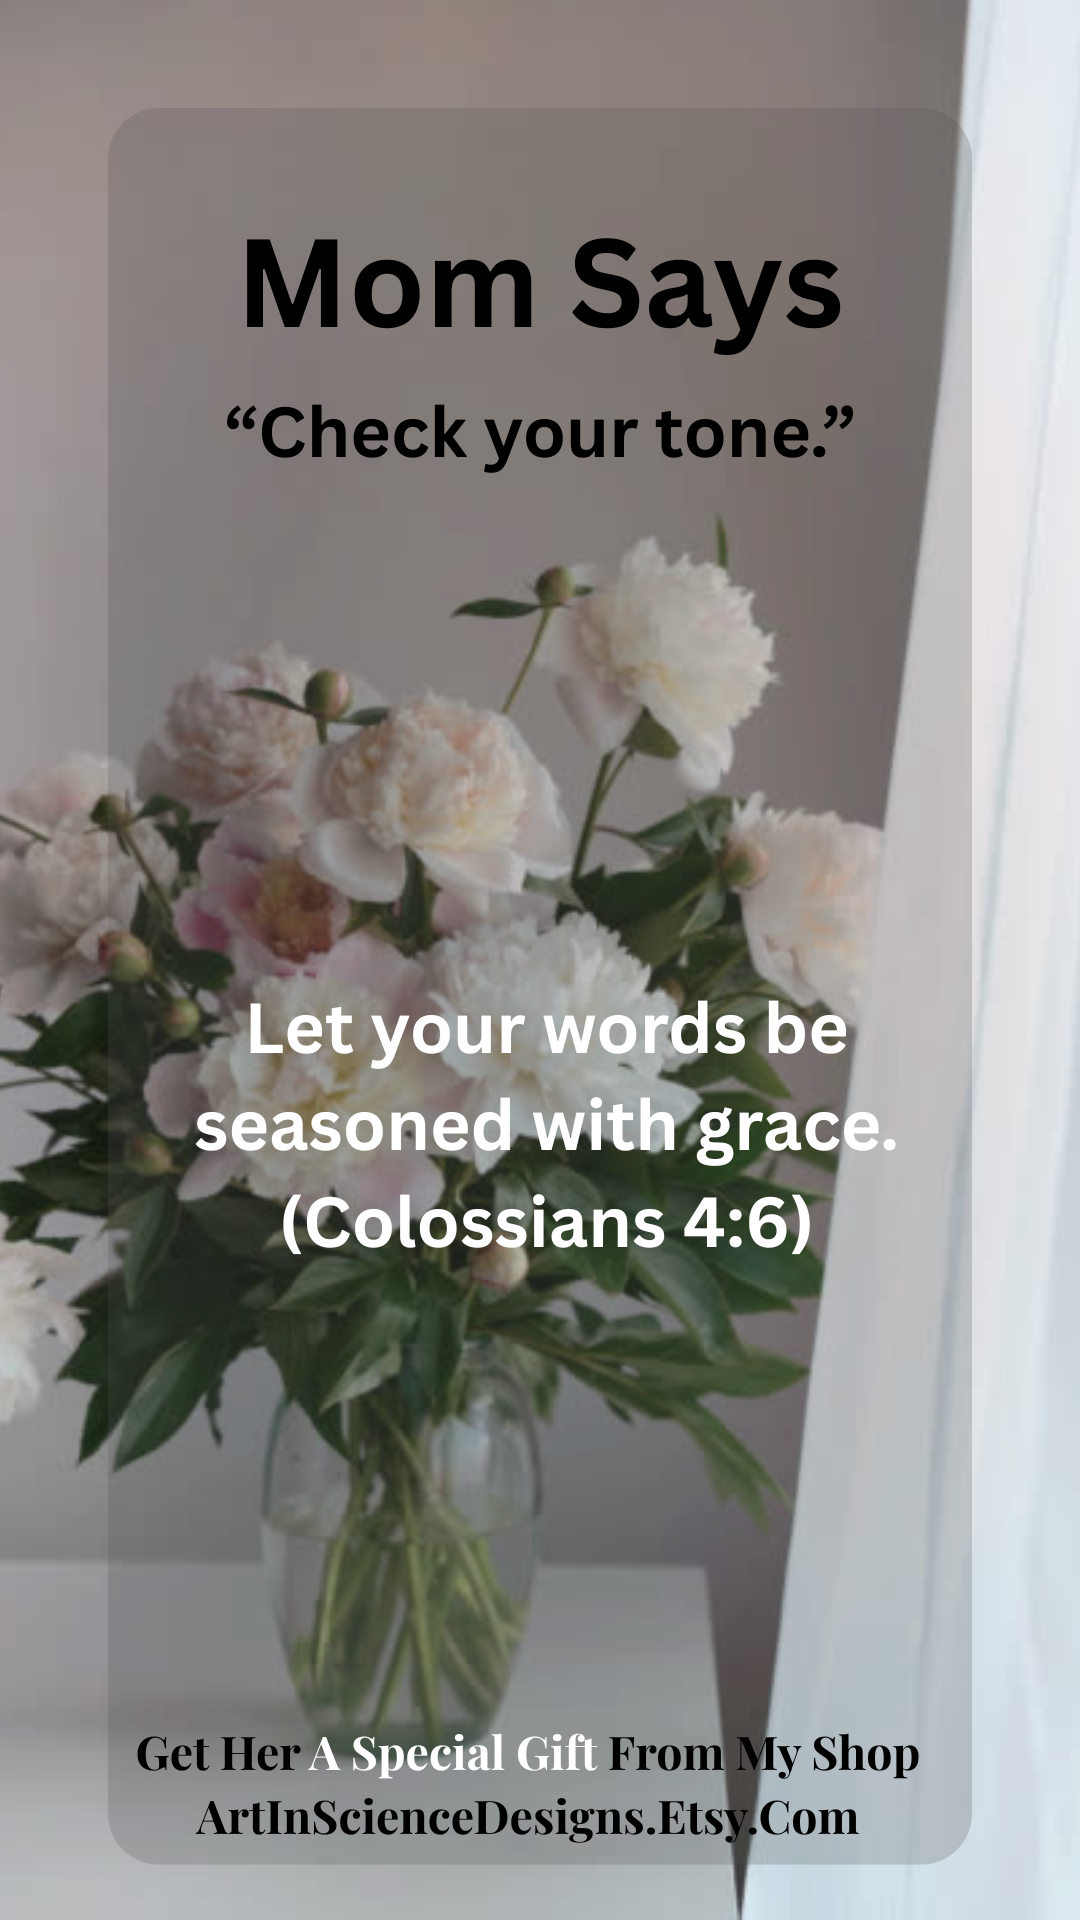 Mom Says
“Check your tone.”
Let your words be
seasoned with grace.
(Colossians 4:6)
Get Her A Special Gift From My Shop
ArtInScienceDesigns.Etsy.Com